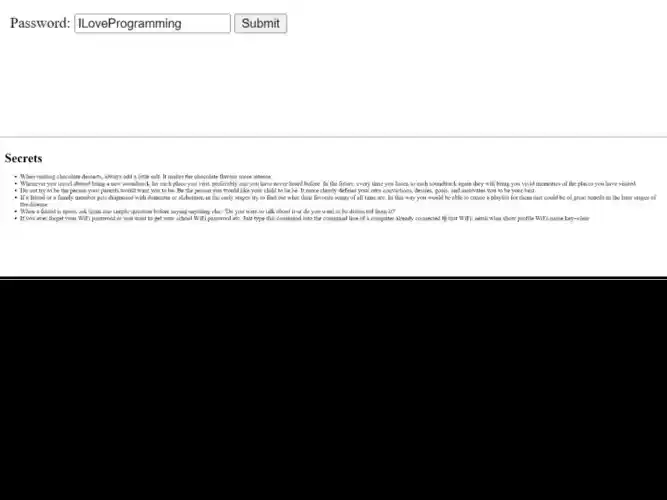 Password: ILoveProgramming Submit
Secrets
When making chocolate desserts, always add a little salt. It makes the chocolate flavour more intense.
Whenever you travel abroad bring a new soundtrack for each place you visit, preferably one you have never heard before. In the future, every time you listen to each soundtrack again they will bring you vivid memories of the places you have visited.
Do not try to be the person your parents would want you to be. Be the person you would like your child to be. It more clearly defines your own convictions, desires, goals, and motivates you to be your best.
If a friend or a family member gets diagnosed with dementia or alzheimer, in the early stages try to find out what their favorite songs of all time are. In this way you would be able to create a playlist for them that could be of great benefit in the later stages of
the disease
When a friend is upset, ask them one simple question before saying anything else: Do you want to talk about it or do you want to be distracted from it?
If you ever forget your WiFi password or you want to get your school WiFi password etc. Just type this command into the command line of a computer already connected to that WiFi: netsh wlan show profile WiFi-name key=clear